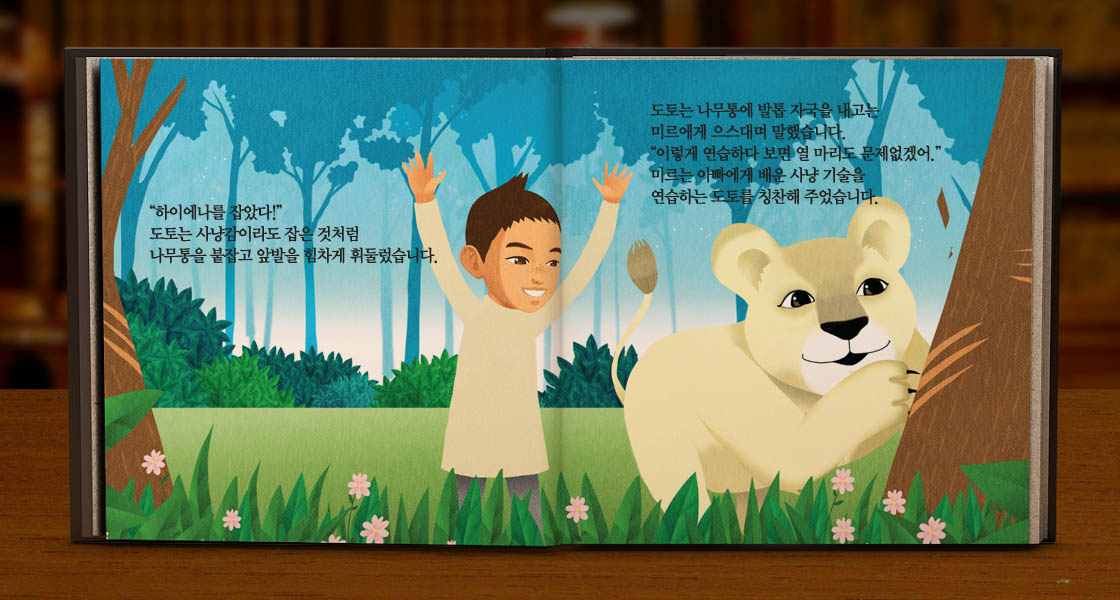 “하이에나를 잡았다!”
도토는 사냥감이라도 잡은 것처럼
나무통을 붙잡고 앞발을 힘차게 휘둘렀습니다.
도토는 나무통에 발톱 자국을 내고는
미르에게 으스대며 말했습니다.
“이렇게 연습하다 보면 열 마리도 문제없겠어.”
미르는 아빠에게 배운 사냥 기술을
연습하는 도토를 칭찬해 주었습니다.